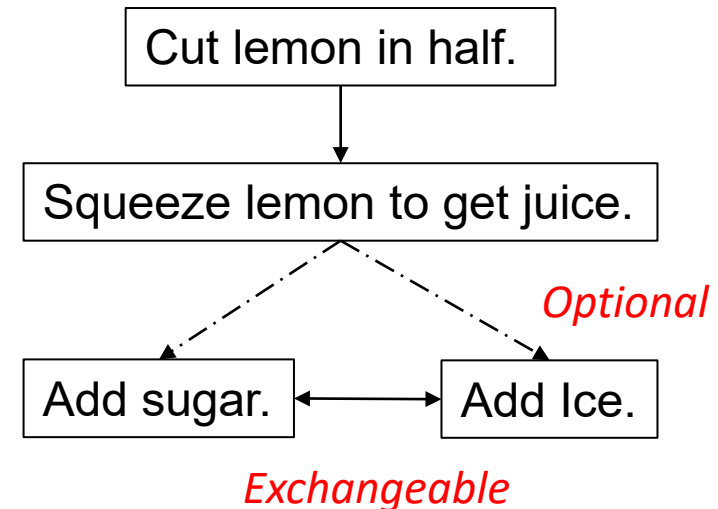 Cut lemon in half.
Squeeze lemon to get juice.
Optional
Add sugar.
Add Ice.
Exchangeable